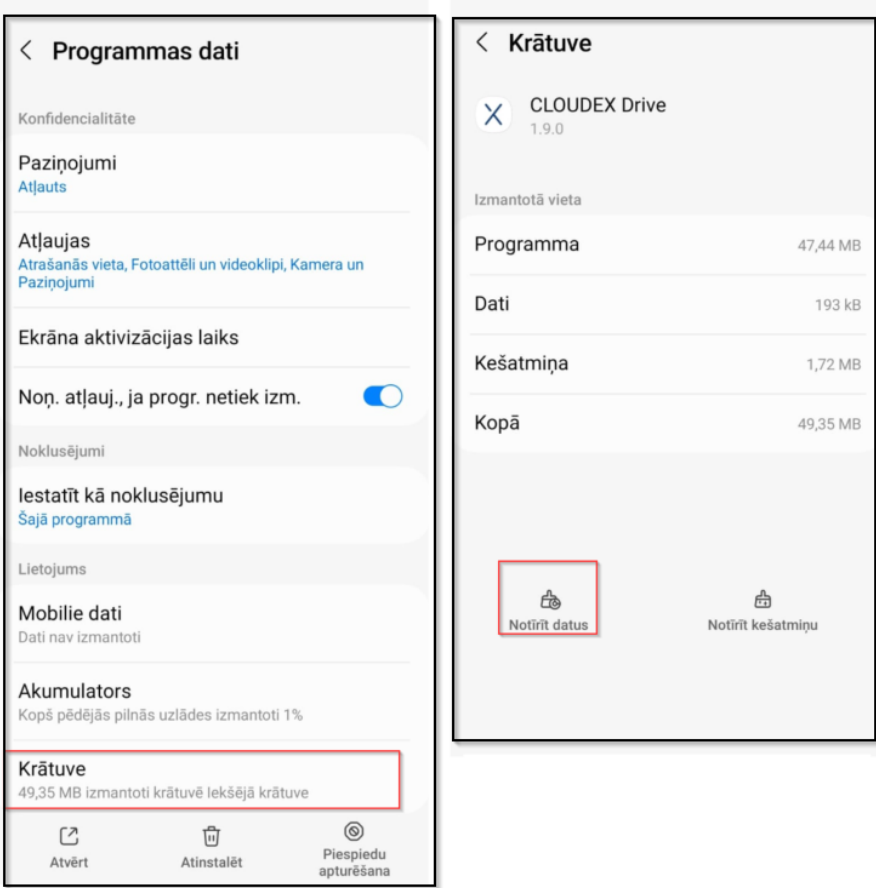 Programmas dati
Konfidencialitāte
Paziņojumi
Atļauts
Atļaujas
Atrašanās vieta, Fotoattēli un videoklipi, Kamera un
Paziņojumi
Ekrāna aktivizācijas laiks
Noņ. atļauj., ja progr. netiek izm.
Noklusējumi
Iestatīt kā noklusējumu
Šajā programmā
Lietojums
Mobilie dati
Dati nav izmantoti
Akumulators
Kopš pēdējās pilnās uzlādes izmantoti 1%
Krātuve
49,35 MB izmantoti krātuvē Iekšējā krātuve
Atvērt
Atinstalēt
Piespiedu
apturēšana
Krātuve
CLOUDEX Drive
1.9.0
Izmantotā vieta
Programma 47,44 MB
Dati 193 kB
Kešatmiņa 1,72 MB
Kopā 49,35 MB
Notīrīt datus
Notīrīt kešatmiņu